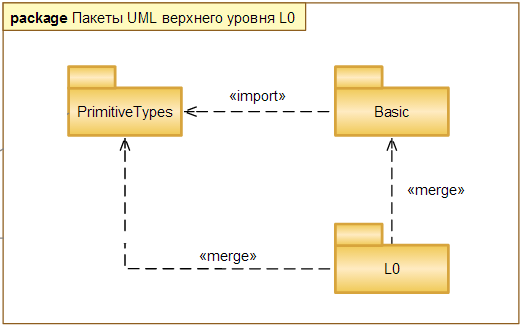 package Пакеты UML верхнего уровня L0
PrimitiveTypes
«import»
Basic
«merge»
«merge»
L0